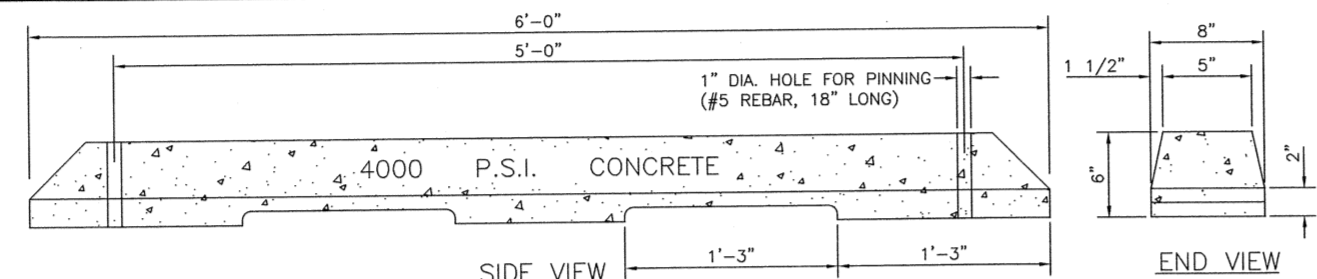 6'-0"
5'-0"
1" DIA. HOLE FOR PINNING
(#5 REBAR, 18" LONG)
4000 P.S.I. CONCRETE
1'-3"
1'-3"
SIDE VIEW
8"
1 1/2"
5"
6"
2"
END VIEW